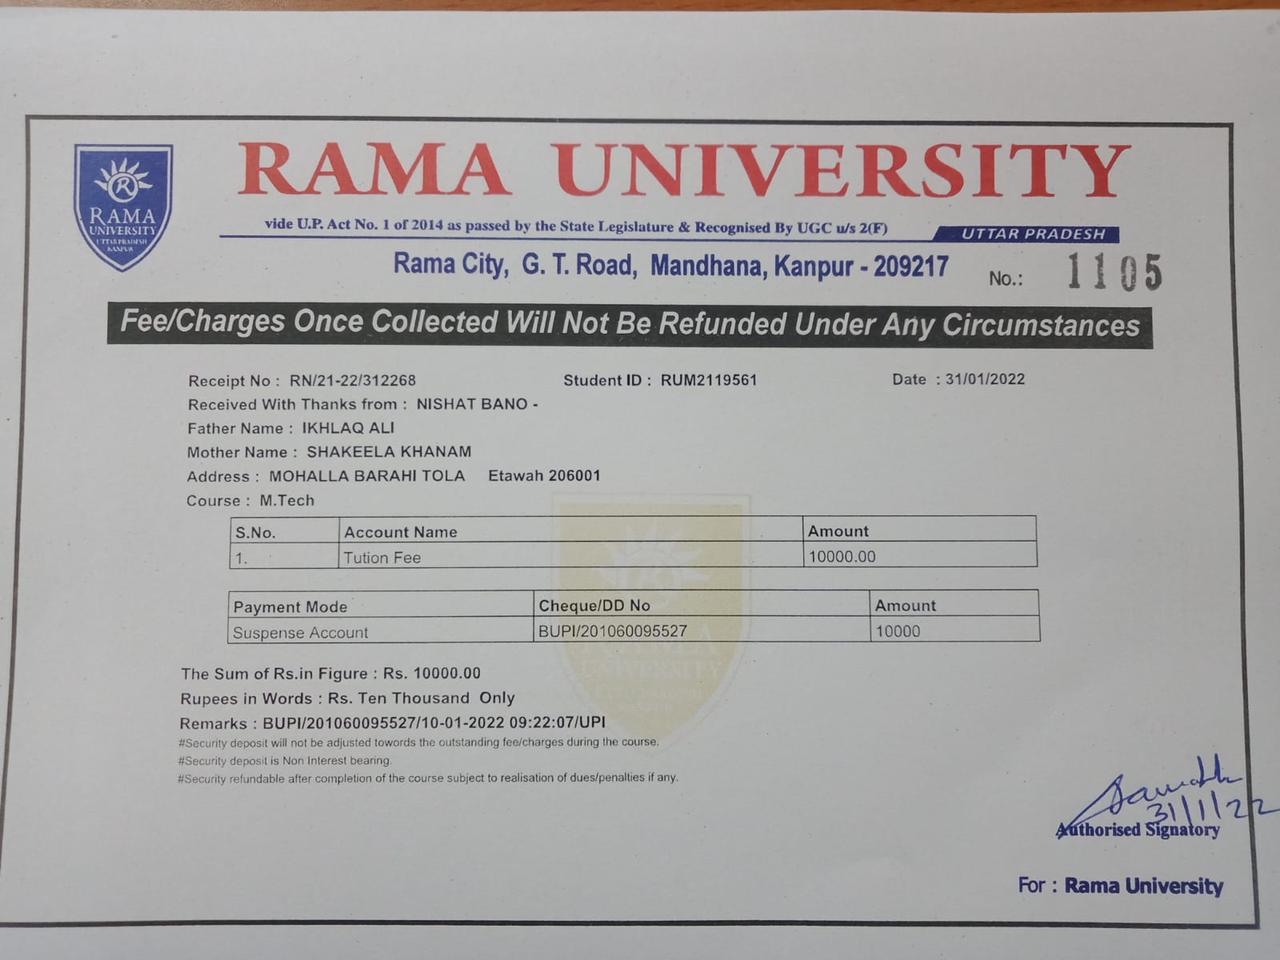 RAMA UNIVERSITY
R
RAMA
UNIVERSITY
UTTAR PRADESH
KANPUR
vide U.P. Act No. 1 of 2014 as passed by the State Legislature & Recognised By UGC u/s 2(F)
UTTAR PRADESH
Rama City, G. T. Road, Mandhana, Kanpur - 209217
No.: 1105
Fee/Charges Once Collected Will Not Be Refunded Under Any Circumstances
Receipt No : RN/21-22/312268 Student ID : RUM2119561 Date : 31/01/2022
Received With Thanks from : NISHAT BANO -
Father Name : IKHLAQ ALI
Mother Name : SHAKEELA KHANAM
Address : MOHALLA BARAHI TOLA Etawah 206001
Course : M.Tech
S.No. Account Name Amount
1. Tution Fee 10000.00
Payment Mode Cheque/DD No Amount
Suspense Account BUPI/201060095527 10000
The Sum of Rs.in Figure : Rs. 10000.00
Rupees in Words : Rs. Ten Thousand Only
Remarks : BUPI/201060095527/10-01-2022 09:22:07/UPI
#Security deposit will not be adjusted towords the outstanding fee/charges during the course.
#Security deposit is Non Interest bearing.
#Security refundable after completion of the course subject to realisation of dues/penalties if any.
31/1/22
Authorised Signatory
For : Rama University